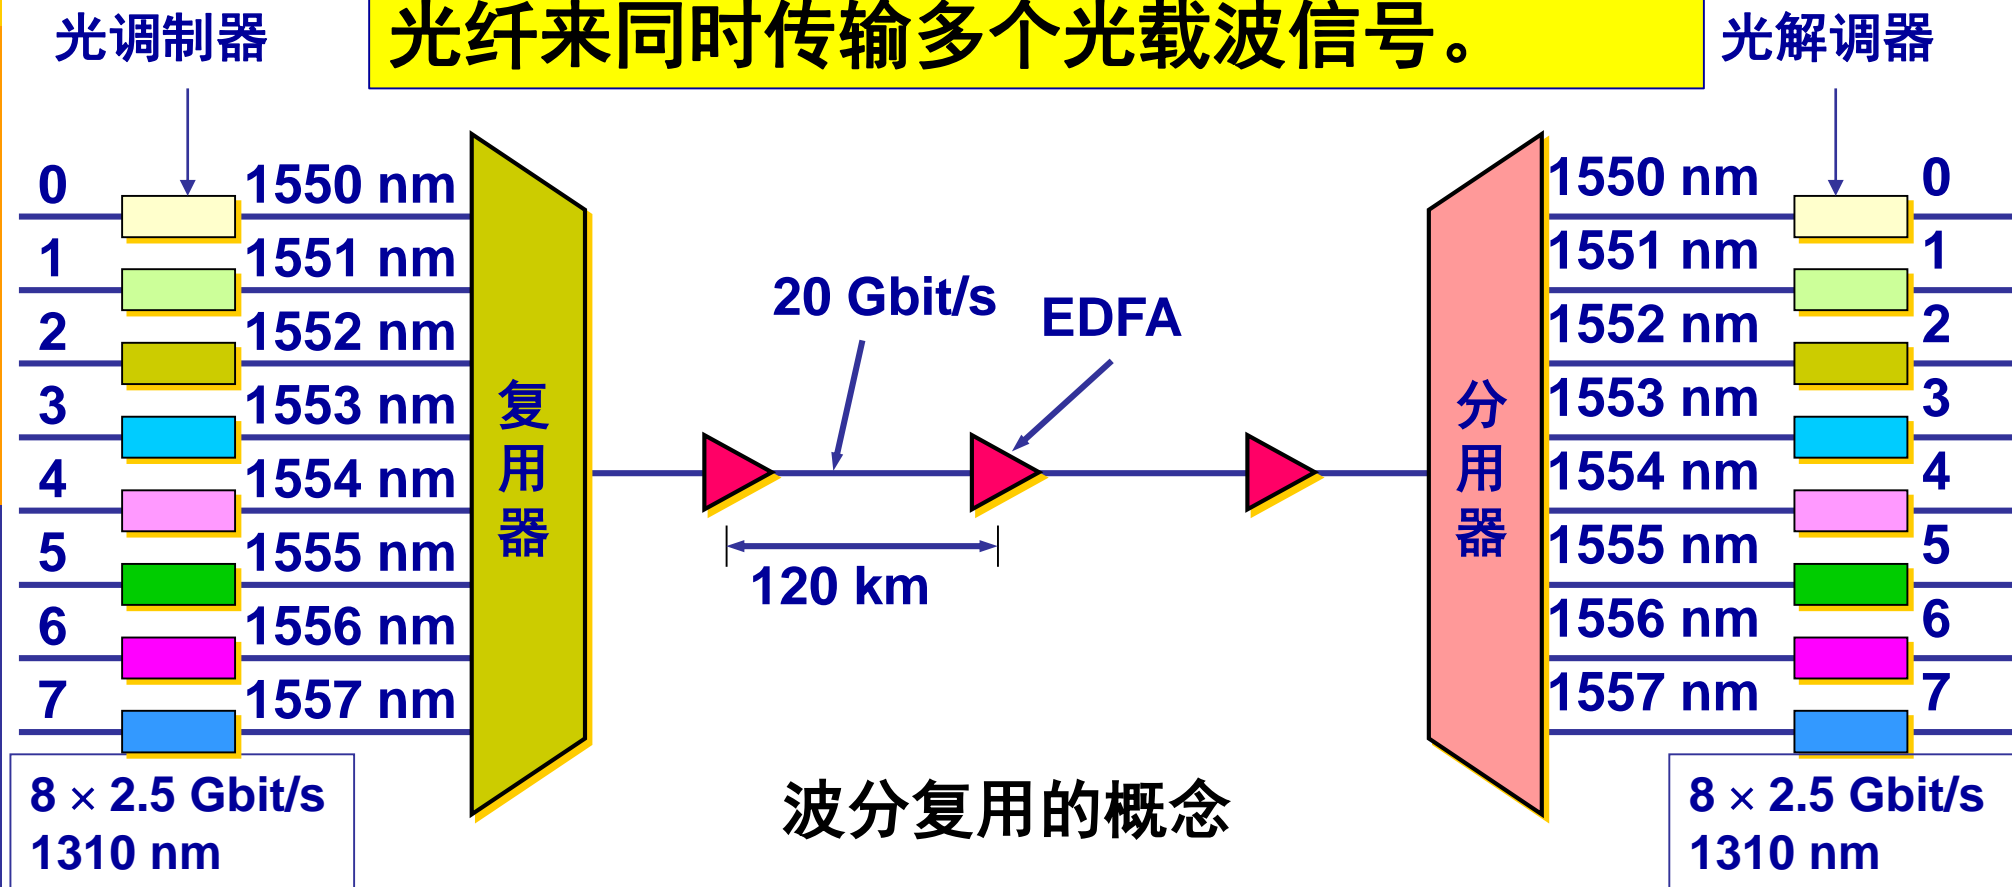 光纤来同时传输多个光载波信号。
光调制器
光解调器
0 1550 nm
1 1551 nm
2 1552 nm
3 1553 nm
4 1554 nm
5 1555 nm
6 1556 nm
7 1557 nm
8 × 2.5 Gbit/s
1310 nm
复
用
器
20 Gbit/s
EDFA
120 km
分
用
器
1550 nm 0
1551 nm 1
1552 nm 2
1553 nm 3
1554 nm 4
1555 nm 5
1556 nm 6
1557 nm 7
8 × 2.5 Gbit/s
1310 nm
波分复用的概念